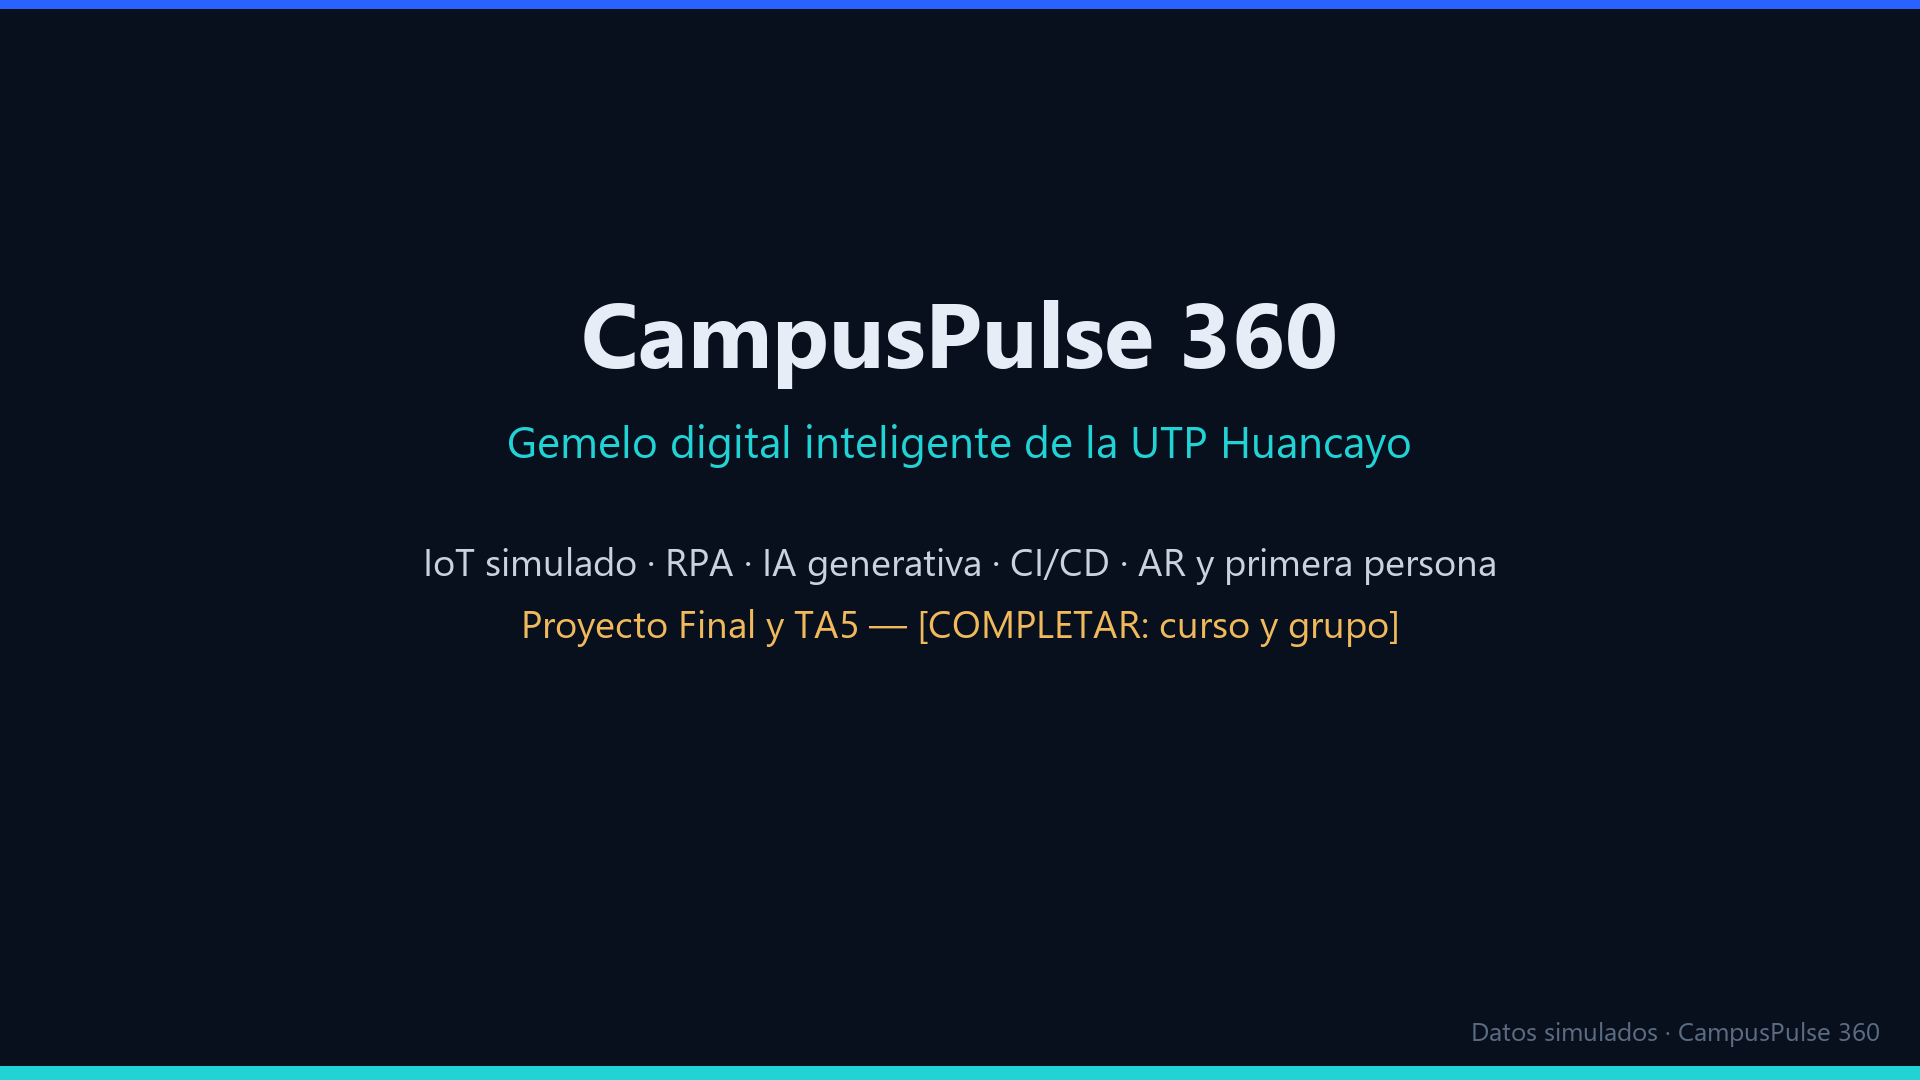 CampusPulse 360
Gemelo digital inteligente de la UTP Huancayo
IoT simulado · RPA · IA generativa · CI/CD · AR y primera persona
Proyecto Final y TA5 — [COMPLETAR: curso y grupo]
Datos simulados · CampusPulse 360